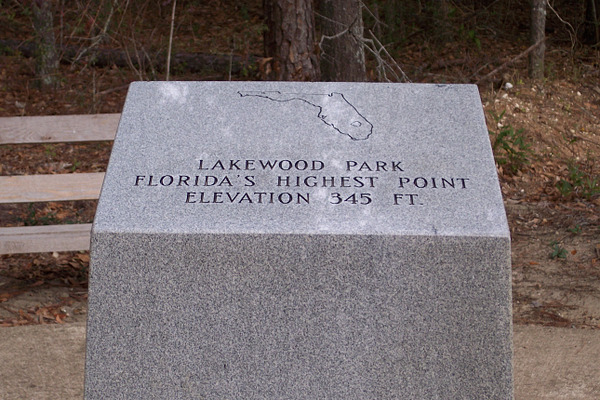 LAKEWOOD PARK
FLORIDA'S HIGHEST POINT
ELEVATION 345 FT.